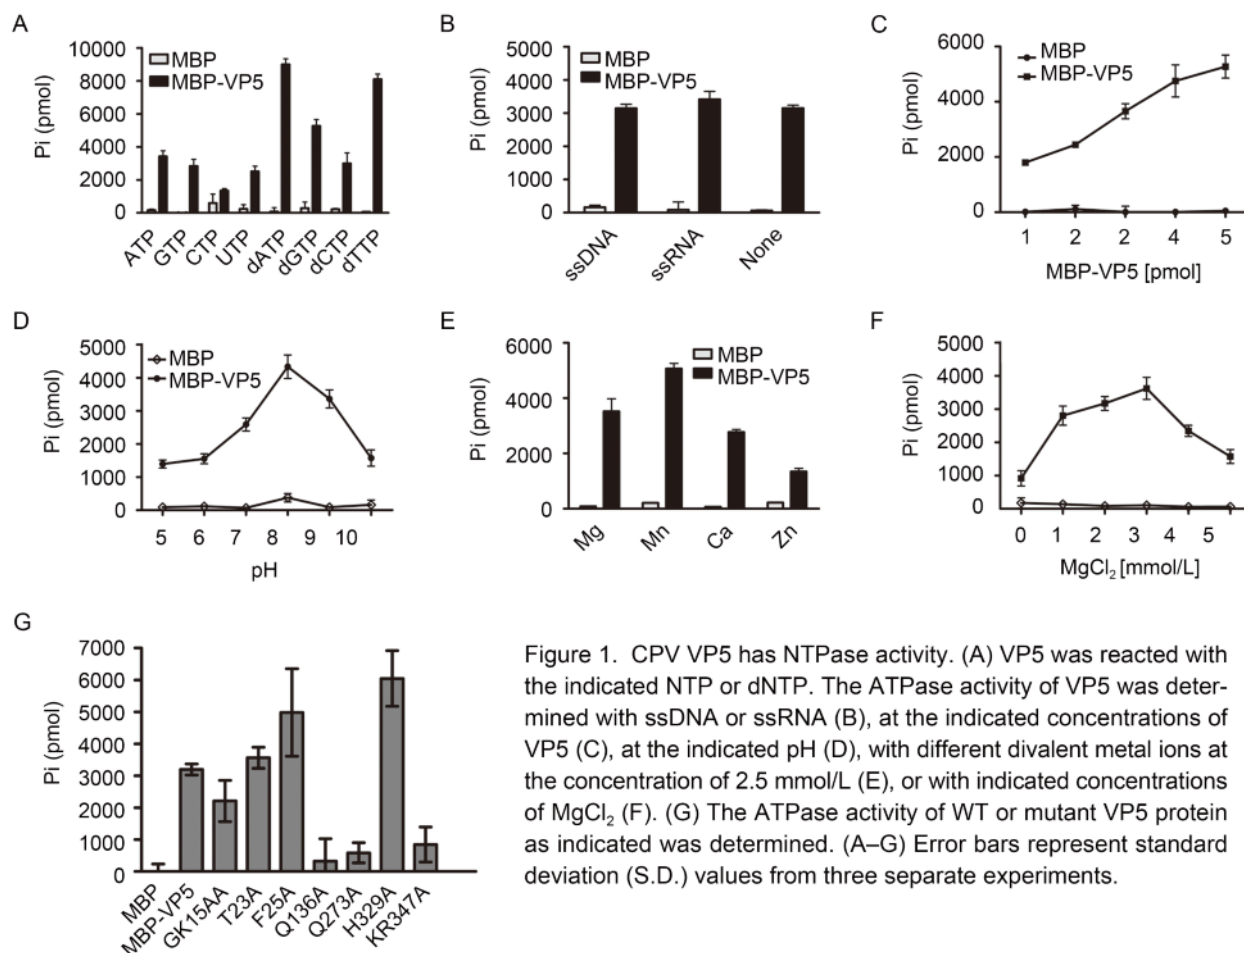 A
10000
8000
6000
4000
2000
0
Pi (pmol)
MBP
MBP-VP5
ATP
GTP
CTP
UTP
dATP
dGTP
dCTP
dTTP
B
5000
4000
3000
2000
1000
0
Pi (pmol)
MBP
MBP-VP5
ssDNA
ssRNA
None
C
6000
4000
2000
0
Pi (pmol)
MBP
MBP-VP5
1 2 2 4 5
MBP-VP5 [pmol]
D
5000
4000
3000
2000
1000
0
Pi (pmol)
MBP
MBP-VP5
5 6 7 8 9 10
pH
E
6000
4000
2000
0
Pi (pmol)
MBP
MBP-VP5
Mg
Mn
Ca
Zn
F
5000
4000
3000
2000
1000
0
Pi (pmol)
MBP
MBP-VP5
0 1 2 3 4 5
MgCl₂ [mmol/L]
G
7000
6000
5000
4000
3000
2000
1000
0
Pi (pmol)
MBP
MBP-VP5
GK15AA
T23A
F25A
Q136A
Q273A
H329A
KR347A
Figure 1. CPV VP5 has NTPase activity. (A) VP5 was reacted with
the indicated NTP or dNTP. The ATPase activity of VP5 was deter-
mined with ssDNA or ssRNA (B), at the indicated concentrations of
VP5 (C), at the indicated pH (D), with different divalent metal ions at
the concentration of 2.5 mmol/L (E), or with indicated concentrations
of MgCl₂ (F). (G) The ATPase activity of WT or mutant VP5 protein
as indicated was determined. (A–G) Error bars represent standard
deviation (S.D.) values from three separate experiments.